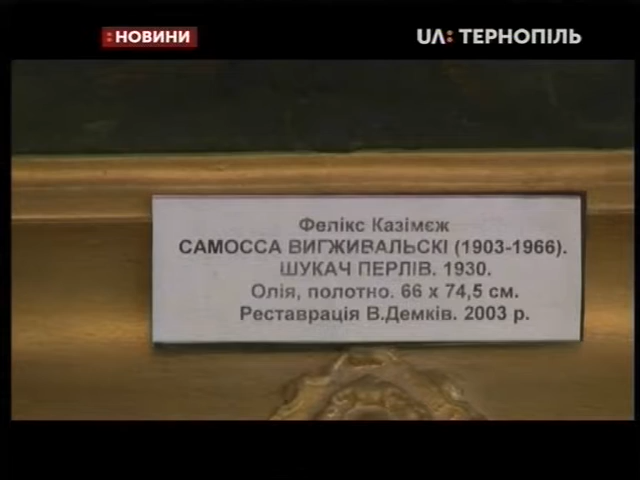 :НОВИНИ
UA: ТЕРНОПІЛЬ
Фелікс Казімєж
САМОССА ВИГЖИВАЛЬСКІ (1903-1966).
ШУКАЧ ПЕРЛІВ. 1930.
Олія, полотно. 66 х 74,5 см.
Реставрація В.Демків. 2003 р.